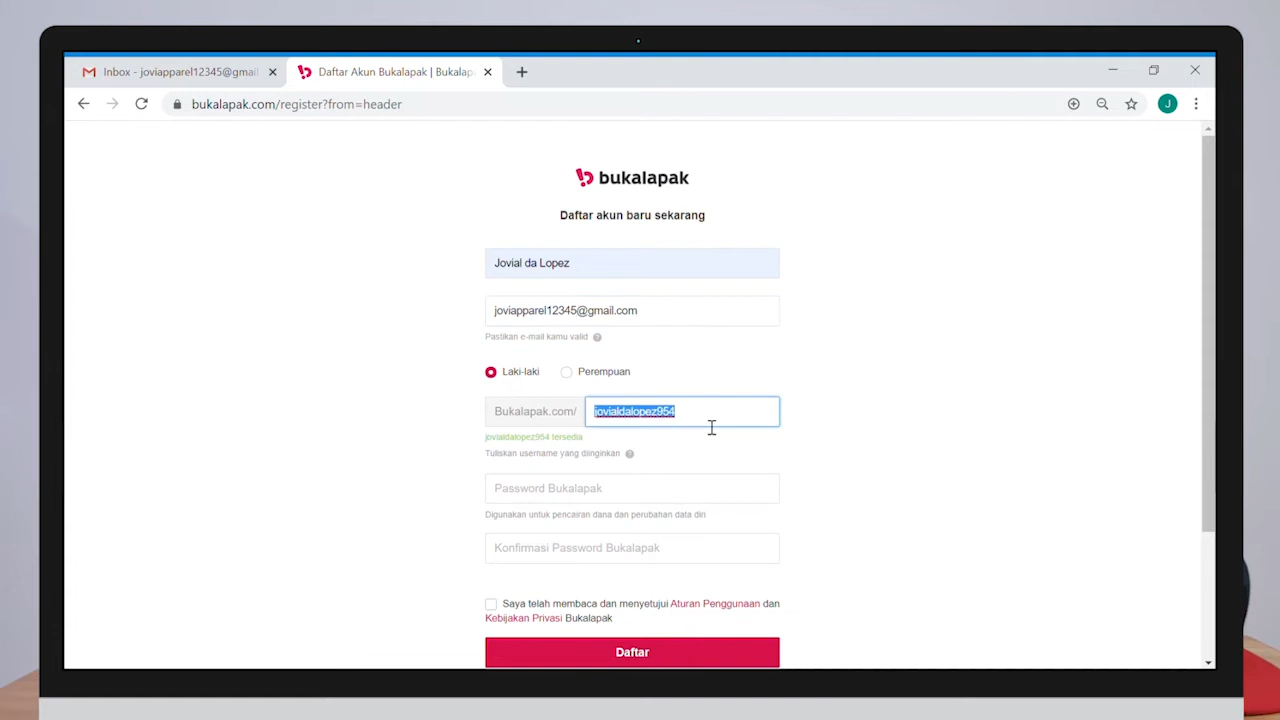 Inbox - joviapparel12345@gmai
Daftar Akun Bukalapak | Bukalap
bukalapak.com/register?from=header
J
bukalapak
Daftar akun baru sekarang
Jovial da Lopez
joviapparel12345@gmail.com
Pastikan e-mail kamu valid ?
Laki-laki Perempuan
Bukalapak.com/ jovialdalopez954
jovialdalopez954 tersedia
Tuliskan username yang diinginkan ?
Password Bukalapak
Digunakan untuk pencairan dana dan perubahan data diri
Konfirmasi Password Bukalapak
Saya telah membaca dan menyetujui Aturan Penggunaan dan
Kebijakan Privasi Bukalapak
Daftar